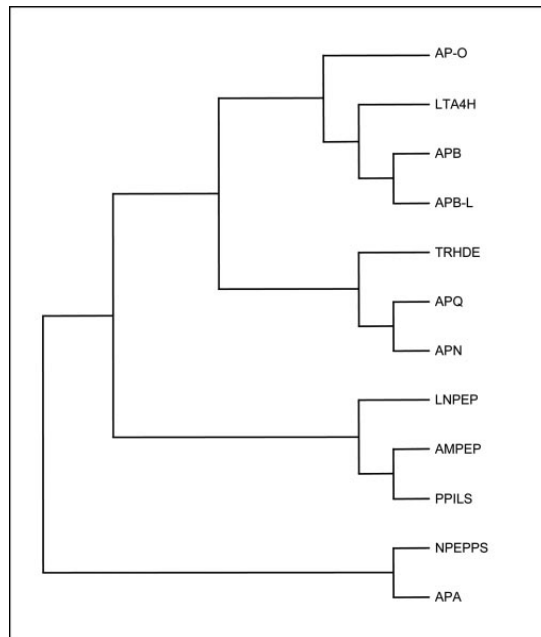 AP-O
LTA4H
APB
APB-L
TRHDE
APQ
APN
LNPEP
AMPEP
PPILS
NPEPPS
APA